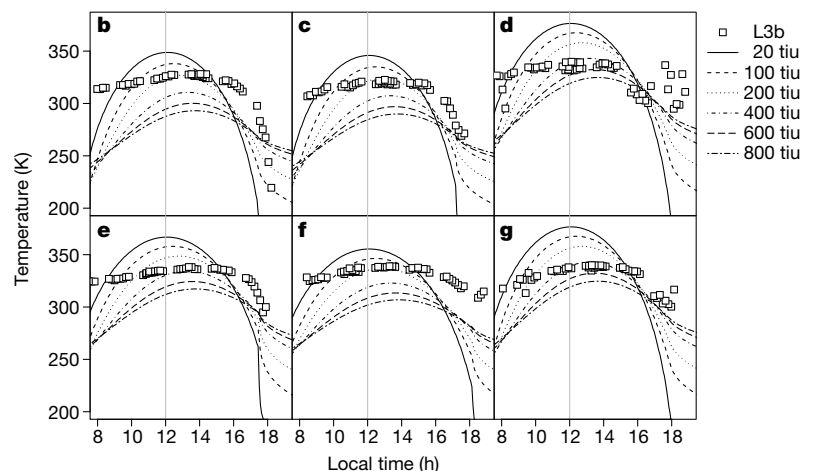 b
c
d
L3b
20 tiu
100 tiu
200 tiu
400 tiu
600 tiu
800 tiu
350
300
250
200
Temperature (K)
e
f
g
350
300
250
200
8 10 12 14 16 18
8 10 12 14 16 18
8 10 12 14 16 18
Local time (h)